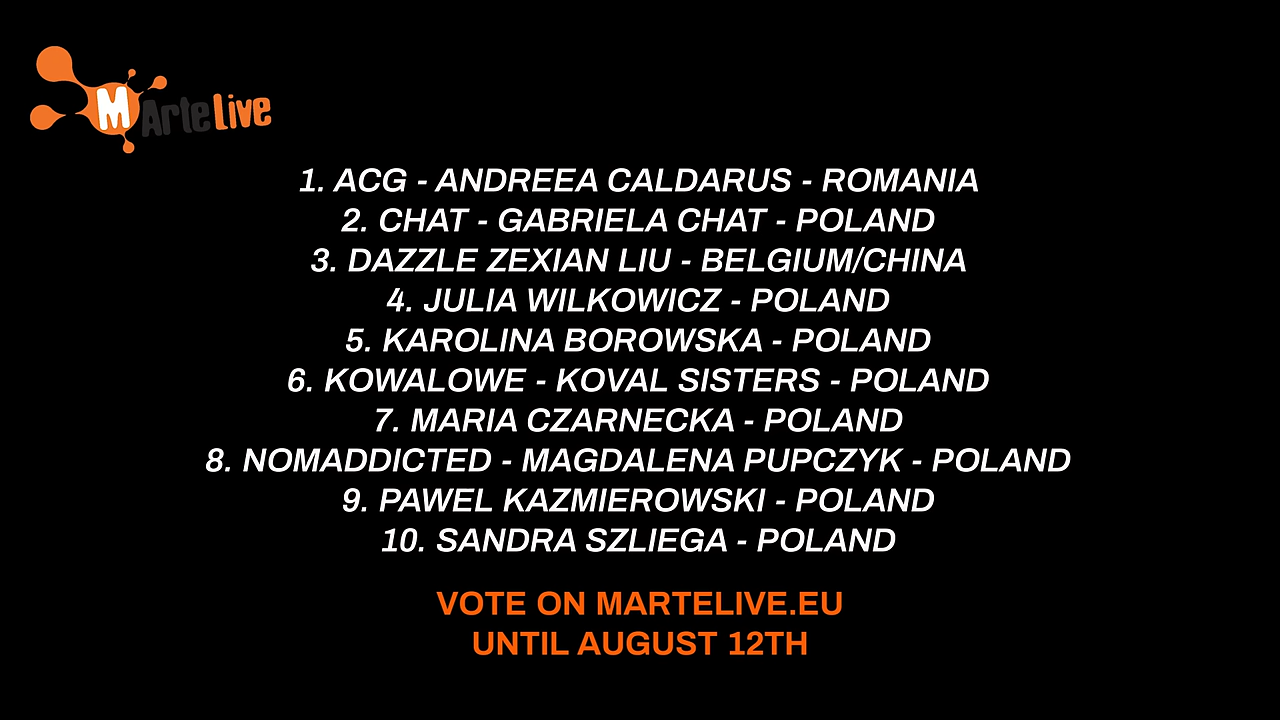 MArteLive
1. ACG - ANDREEA CALDARUS - ROMANIA
2. CHAT - GABRIELA CHAT - POLAND
3. DAZZLE ZEXIAN LIU - BELGIUM/CHINA
4. JULIA WILKOWICZ - POLAND
5. KAROLINA BOROWSKA - POLAND
6. KOWALOWE - KOVAL SISTERS - POLAND
7. MARIA CZARNECKA - POLAND
8. NOMADDICTED - MAGDALENA PUPCZYK - POLAND
9. PAWEL KAZMIEROWSKI - POLAND
10. SANDRA SZLIEGA - POLAND
VOTE ON MARTELIVE.EU
UNTIL AUGUST 12TH